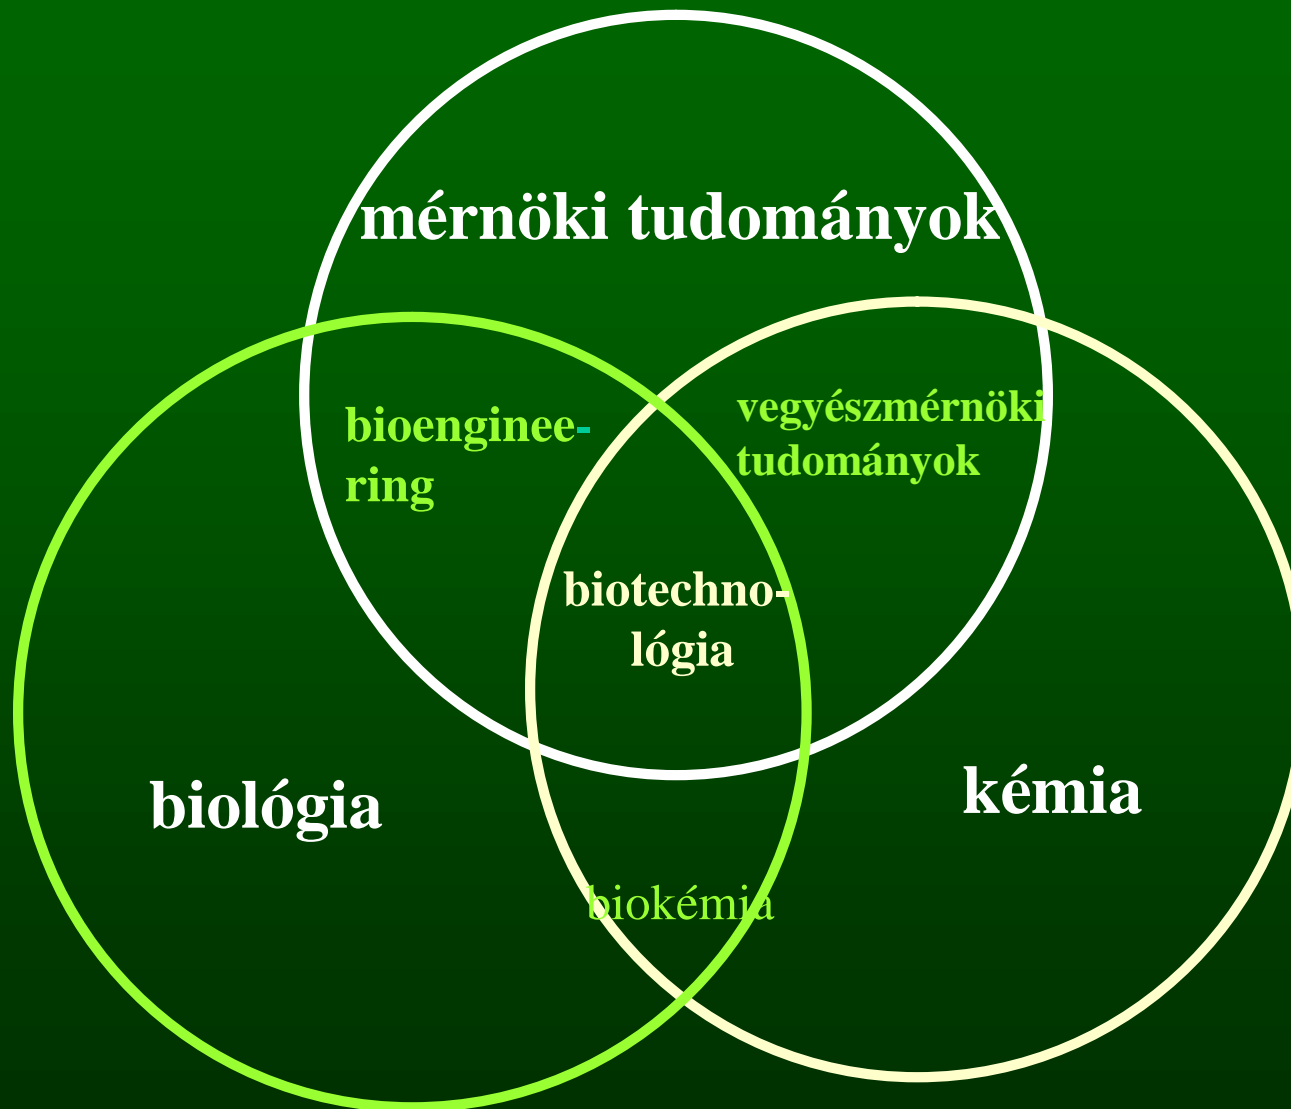 mérnöki tudományok
bioenginee-
ring
vegyészmérnöki
tudományok
biotechno-
lógia
biológia
kémia
biokémia